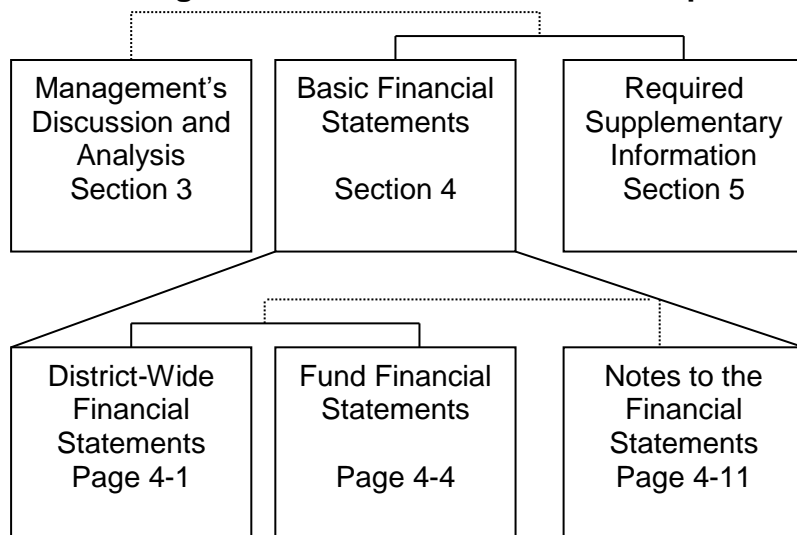 Management's
Discussion and
Analysis
Section 3
Basic Financial
Statements
Section 4
Required
Supplementary
Information
Section 5
District-Wide
Financial
Statements
Page 4-1
Fund Financial
Statements
Page 4-4
Notes to the
Financial
Statements
Page 4-11